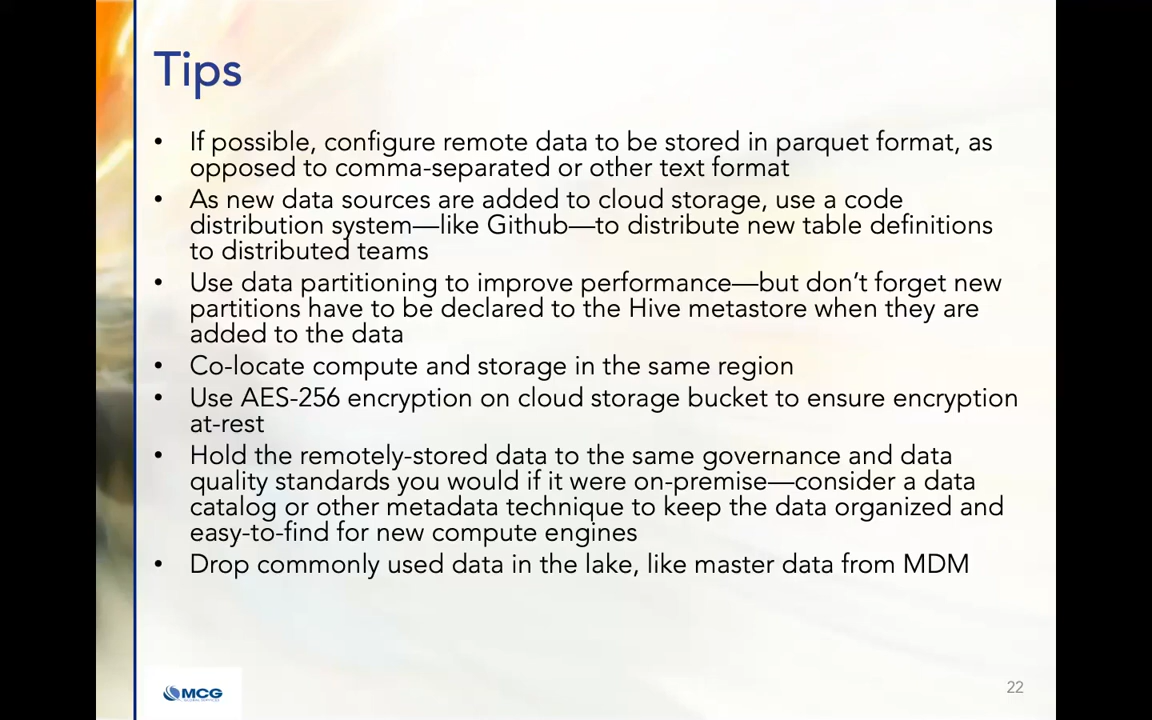 Tips
• If possible, configure remote data to be stored in parquet format, as
opposed to comma-separated or other text format
• As new data sources are added to cloud storage, use a code
distribution system—like Github—to distribute new table definitions
to distributed teams
• Use data partitioning to improve performance—but don’t forget new
partitions have to be declared to the Hive metastore when they are
added to the data
• Co-locate compute and storage in the same region
• Use AES-256 encryption on cloud storage bucket to ensure encryption
at-rest
• Hold the remotely-stored data to the same governance and data
quality standards you would if it were on-premise—consider a data
catalog or other metadata technique to keep the data organized and
easy-to-find for new compute engines
• Drop commonly used data in the lake, like master data from MDM
MCG
22